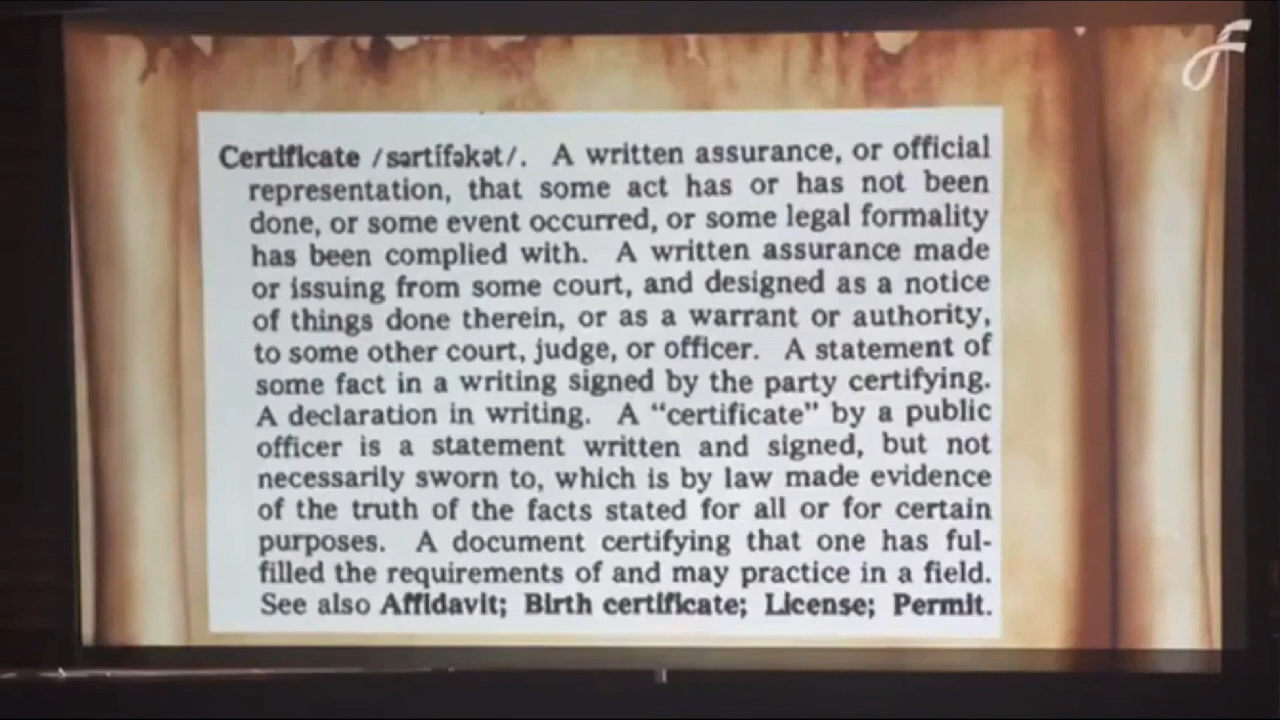 Certificate /sərtífəkət/. A written assurance, or official
representation, that some act has or has not been
done, or some event occurred, or some legal formality
has been complied with. A written assurance made
or issuing from some court, and designed as a notice
of things done therein, or as a warrant or authority,
to some other court, judge, or officer. A statement of
some fact in a writing signed by the party certifying.
A declaration in writing. A “certificate” by a public
officer is a statement written and signed, but not
necessarily sworn to, which is by law made evidence
of the truth of the facts stated for all or for certain
purposes. A document certifying that one has ful-
filled the requirements of and may practice in a field.
See also Affidavit; Birth certificate; License; Permit.